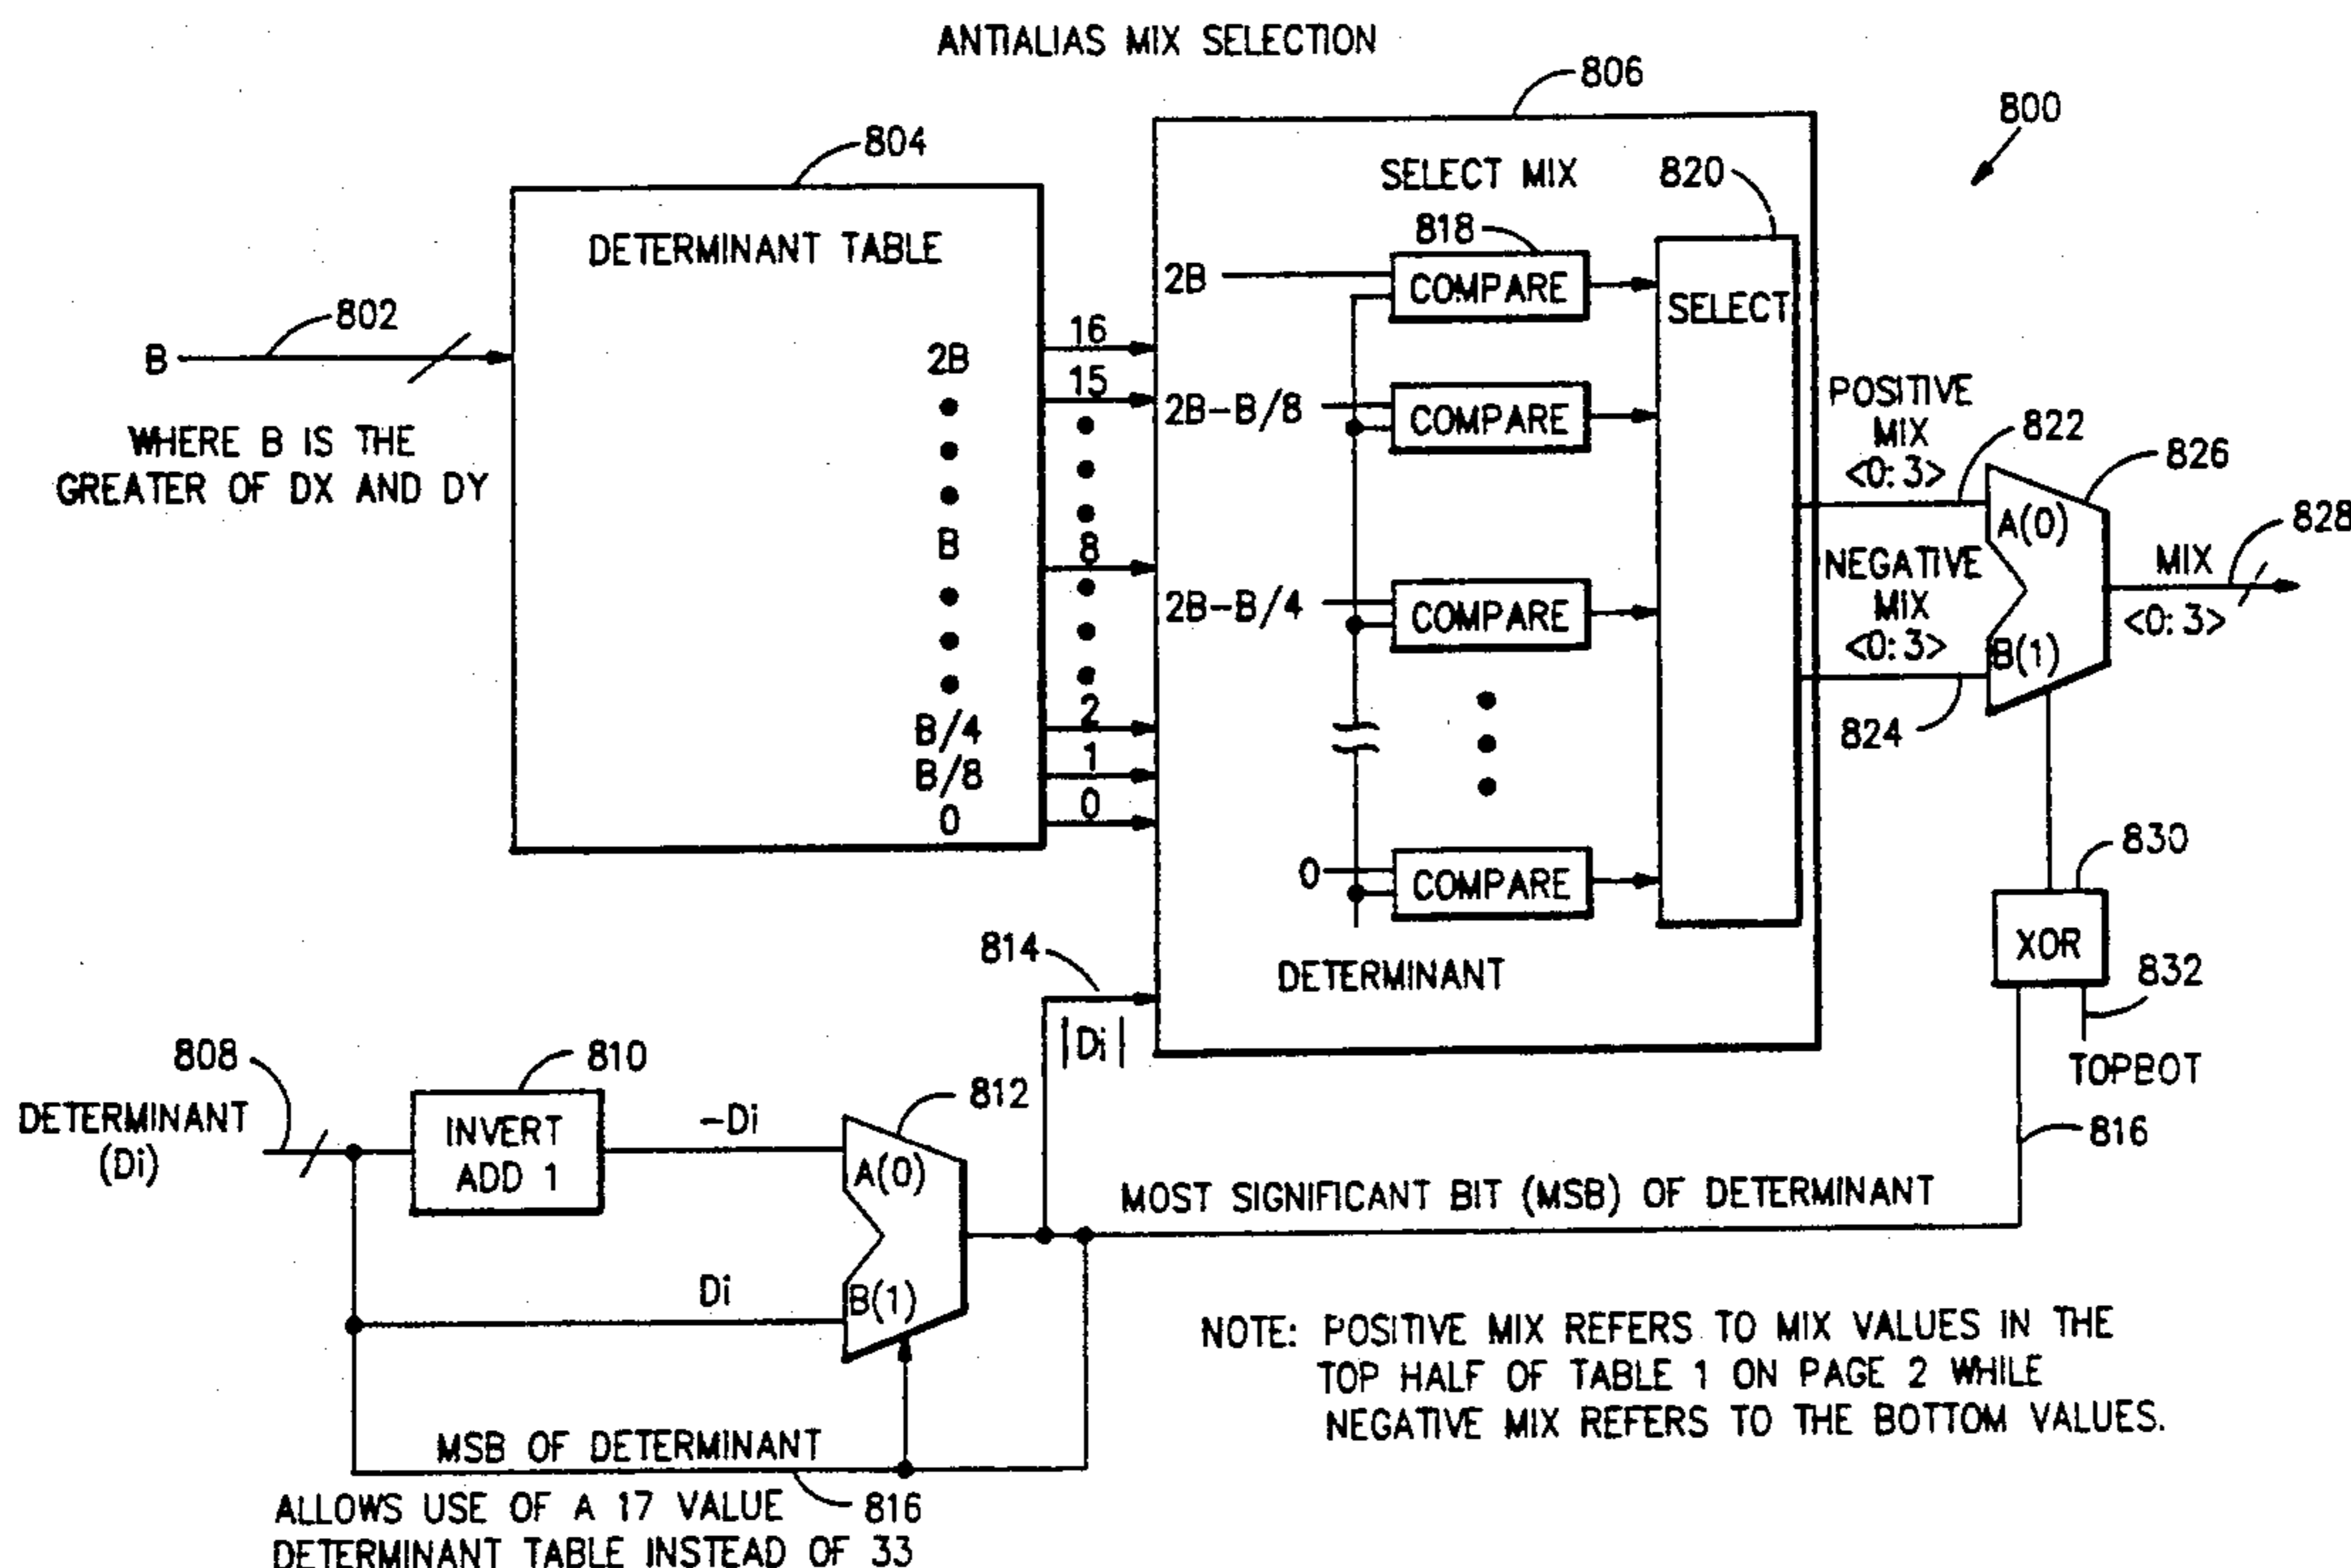 ANTIALIAS MIX SELECTION
806
800
804
SELECT MIX
820
818
DETERMINANT TABLE
2B
COMPARE
SELECT
802
B
2B
16
15
2B-B/8
COMPARE
POSITIVE
MIX
<0:3>
822
826
WHERE B IS THE
GREATER OF DX AND DY
A(0)
828
B
8
2B-B/4
COMPARE
NEGATIVE
MIX
<0:3>
MIX
<0:3>
B(1)
824
B/4
2
B/8
1
0
0
830
0
COMPARE
XOR
814
DETERMINANT
832
|Di|
TOPBOT
808
810
812
816
DETERMINANT
(Di)
INVERT
ADD 1
-Di
A(0)
MOST SIGNIFICANT BIT (MSB) OF DETERMINANT
Di
B(1)
NOTE: POSITIVE MIX REFERS TO MIX VALUES IN THE
TOP HALF OF TABLE 1 ON PAGE 2 WHILE
NEGATIVE MIX REFERS TO THE BOTTOM VALUES.
MSB OF DETERMINANT
816
ALLOWS USE OF A 17 VALUE
DETERMINANT TABLE INSTEAD OF 33